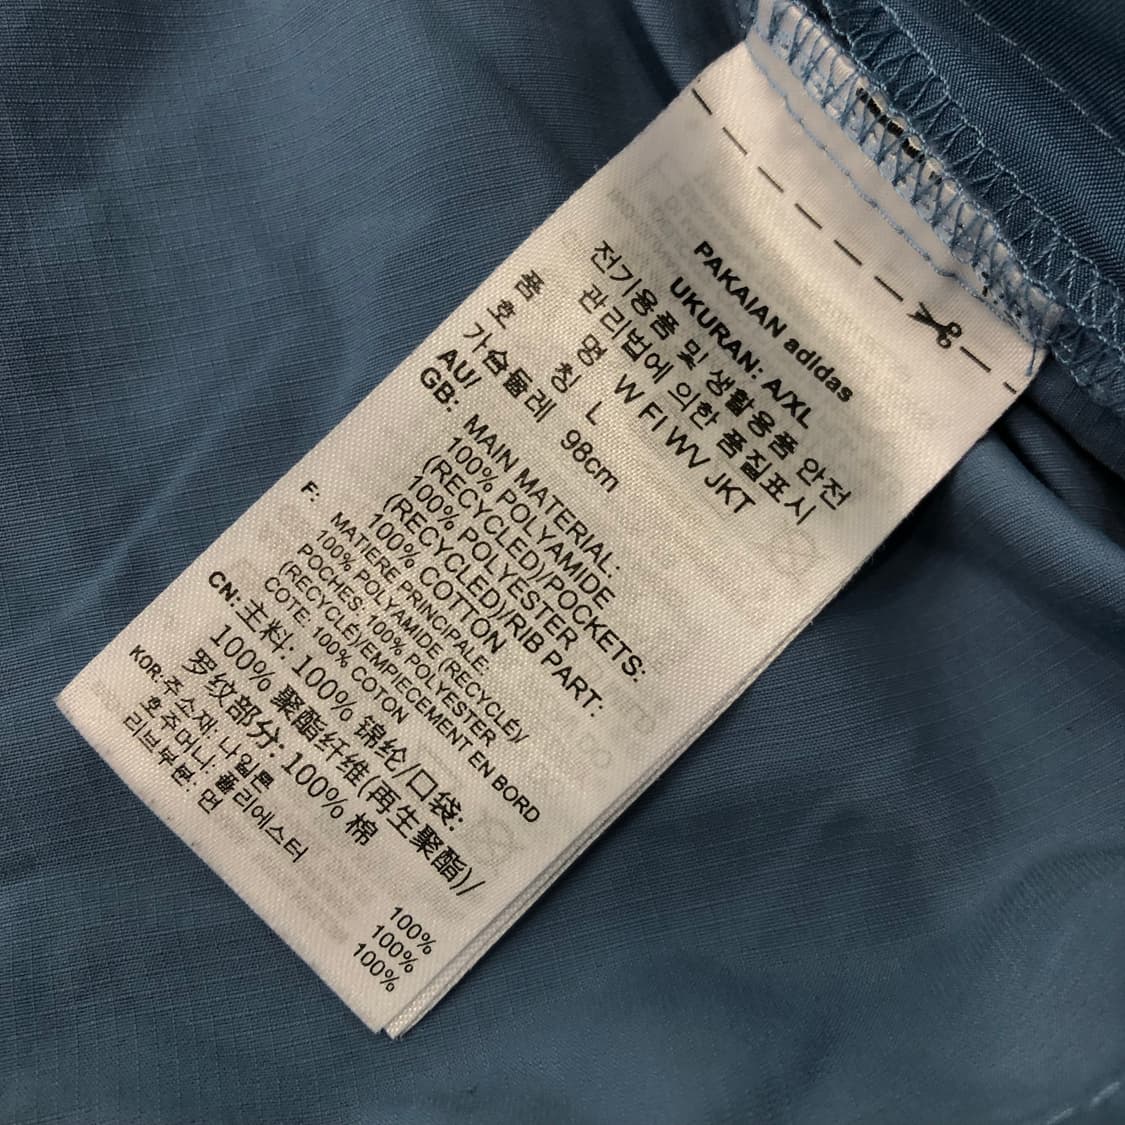 PAKAIAN adidas
UKURAN: A/XL
전기용품 및 생활용품 안전
관리법에 의한 품질표시
품 명 W FI WV JKT
호 칭 L
가슴둘레 98cm
AU/
GB: MAIN MATERIAL:
100% POLYAMIDE
(RECYCLED)/POCKETS:
100% POLYESTER
(RECYCLED)/RIB PART:
100% COTTON
F: MATIERE PRINCIPALE:
100% POLYAMIDE (RECYCLÉ)/
POCHES: 100% POLYESTER
(RECYCLÉ)/EMPIECEMENT EN BORD
COTE: 100% COTON
CN: 主料: 100% 锦纶/口袋:
100% 聚酯纤维(再生聚酯)/
罗纹部分: 100% 棉
KOR: 주소재: 나일론 100%
호주머니: 폴리에스터 100%
리브부분: 면 100%